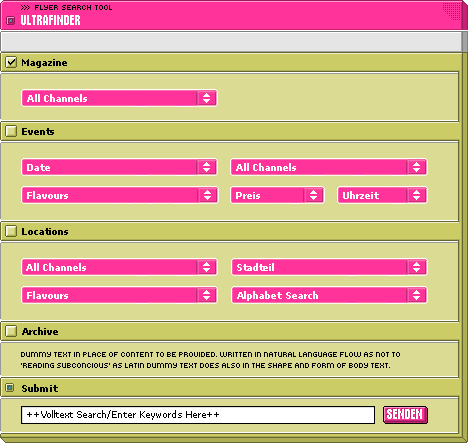 >>> FLYER SEARCH TOOL
ULTRAFINDER
Magazine
All Channels
Events
Date All Channels
Flavours Preis Uhrzeit
Locations
All Channels Stadteil
Flavours Alphabet Search
Archive
DUMMY TEXT IN PLACE OF CONTENT TO BE PROVIDED. WRITTEN IN NATURAL LANGUAGE FLOW AS NOT TO
'READING SUBCONCIOUS' AS LATIN DUMMY TEXT DOES ALSO IN THE SHAPE AND FORM OF BODY TEXT.
Submit
++Volltext Search/Enter Keywords Here++ SENDEN